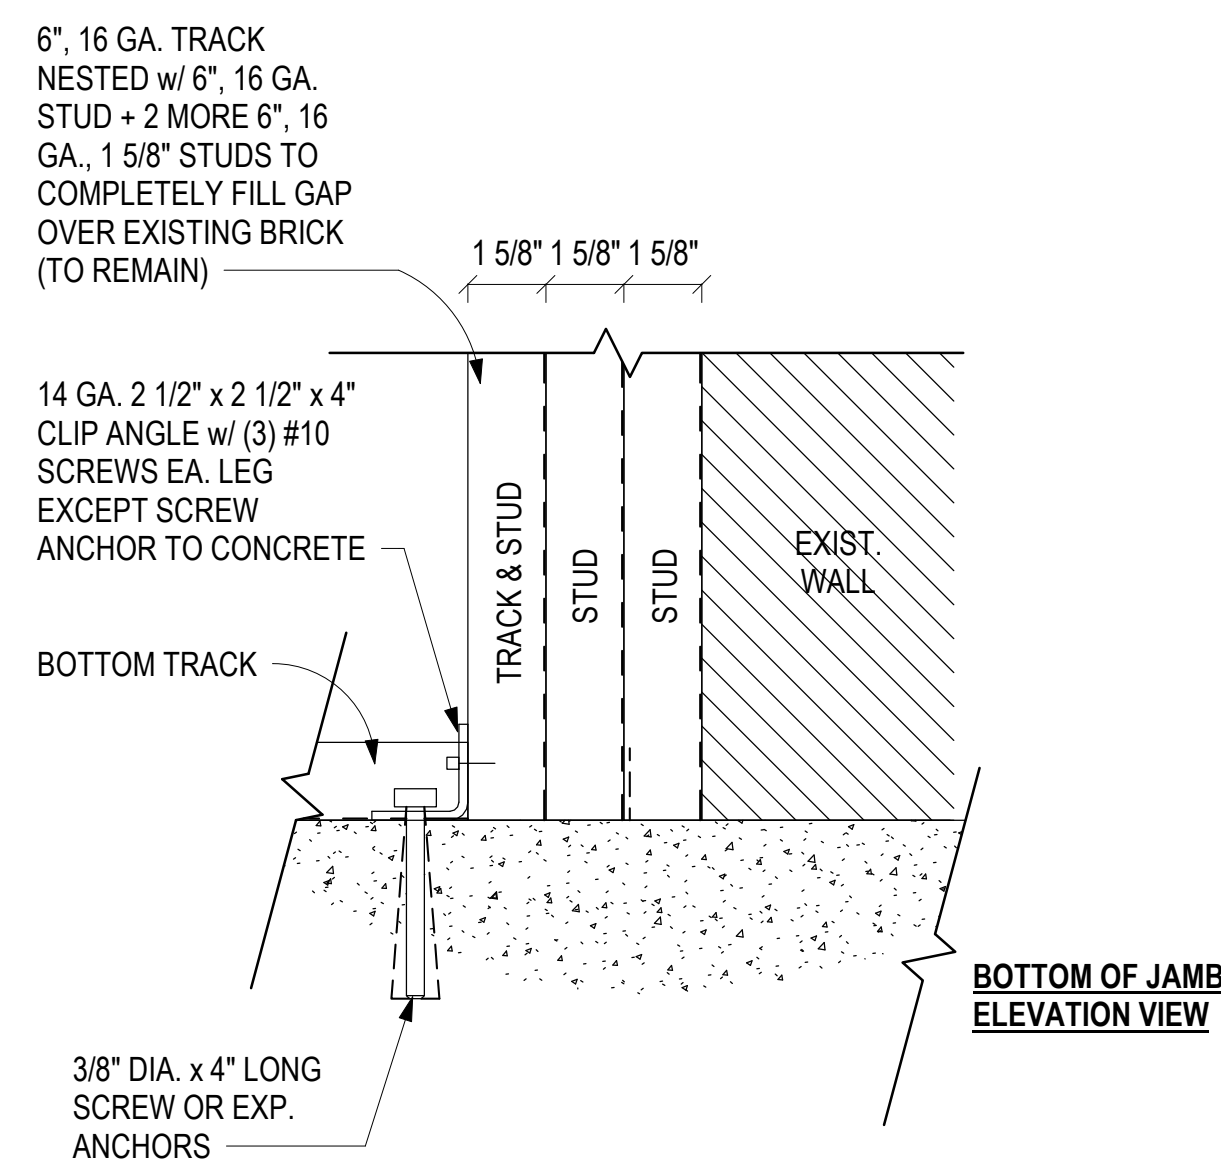 6", 16 GA. TRACK
NESTED w/ 6", 16 GA.
STUD + 2 MORE 6", 16
GA., 1 5/8" STUDS TO
COMPLETELY FILL GAP
OVER EXISTING BRICK
(TO REMAIN)
1 5/8" 1 5/8" 1 5/8"
14 GA. 2 1/2" x 2 1/2" x 4"
CLIP ANGLE w/ (3) #10
SCREWS EA. LEG
EXCEPT SCREW
ANCHOR TO CONCRETE
TRACK & STUD
STUD
STUD
EXIST.
WALL
BOTTOM TRACK
BOTTOM OF JAMB
ELEVATION VIEW
3/8" DIA. x 4" LONG
SCREW OR EXP.
ANCHORS